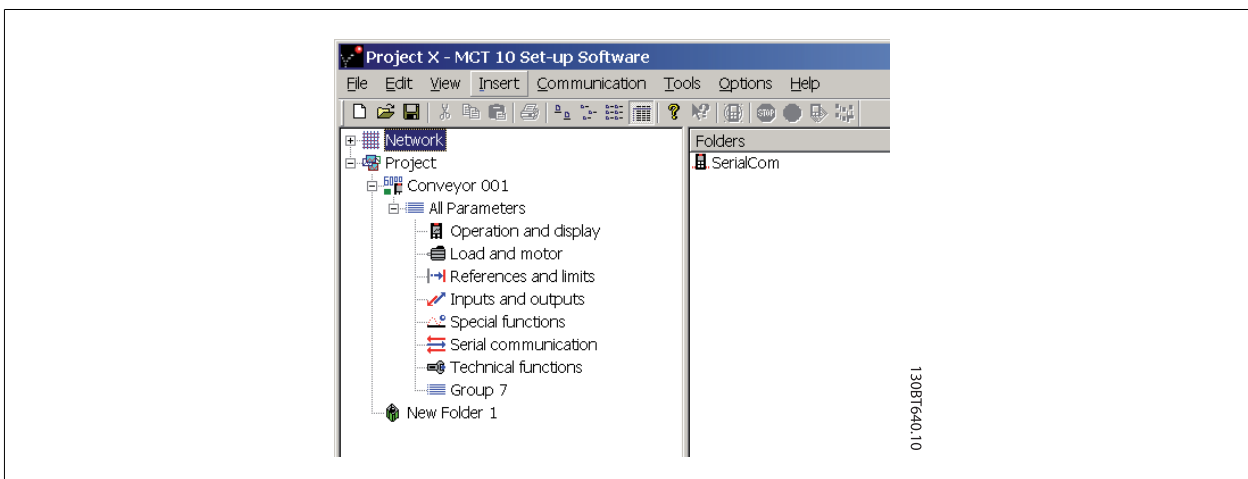 Project X - MCT 10 Set-up Software
File Edit View Insert Communication Tools Options Help
STOP
Network
Project
Conveyor 001
All Parameters
Operation and display
Load and motor
References and limits
Inputs and outputs
Special functions
Serial communication
Technical functions
Group 7
New Folder 1
Folders
SerialCom
130BT640.10